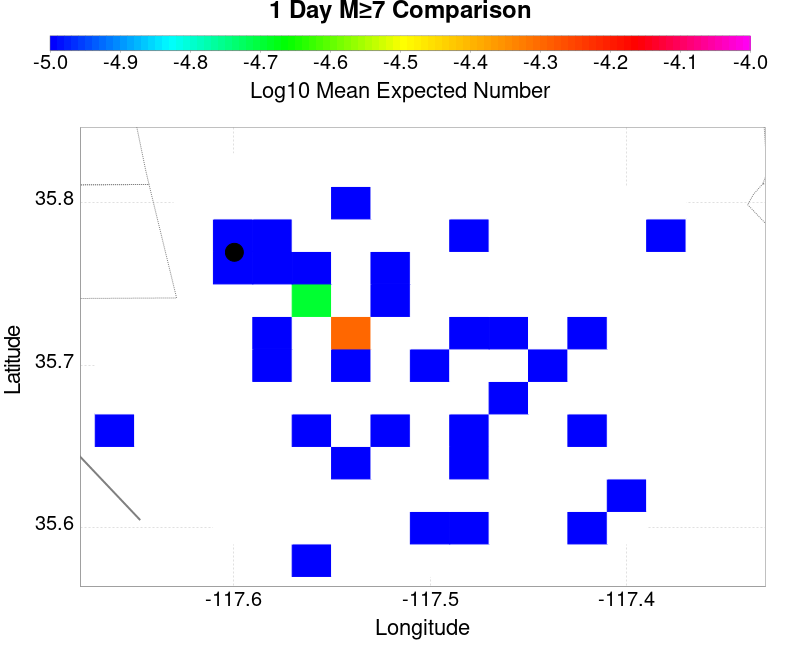 1 Day M≥7 Comparison
-5.0 -4.9 -4.8 -4.7 -4.6 -4.5 -4.4 -4.3 -4.2 -4.1 -4.0
Log10 Mean Expected Number
35.8
35.7
35.6
Latitude
-117.6 -117.5 -117.4
Longitude